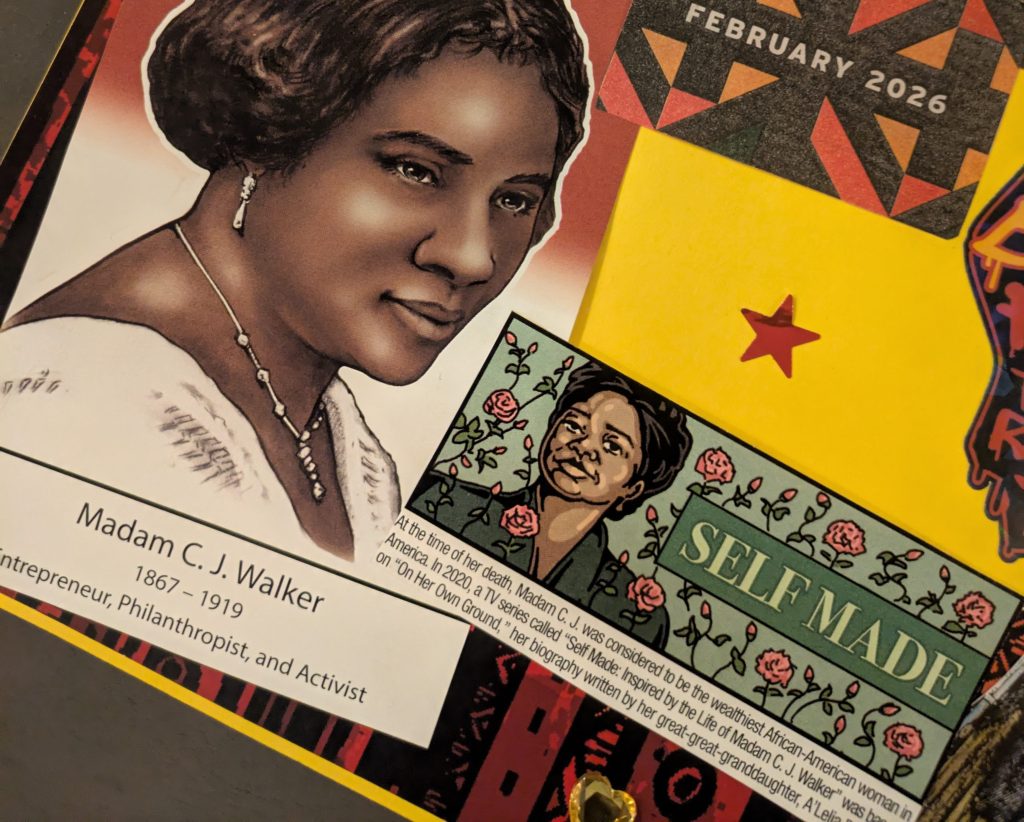 FEBRUARY 2026
SELF MADE
Madam C. J. Walker
1867 – 1919
Entrepreneur, Philanthropist, and Activist
At the time of her death, Madam C. J. was considered to be the wealthiest African-American woman in
America. In 2020, a TV series called "Self Made: Inspired by the Life of Madam C. J. Walker" was
on "On Her Own Ground," her biography written by her great-great-granddaughter, A'Lelia